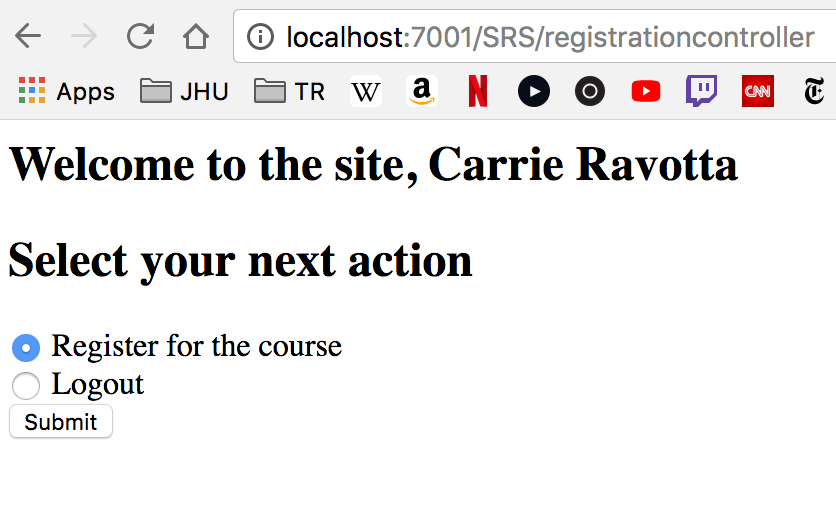 localhost:7001/SRS/registrationcontroller
Apps JHU TR W a N CNN T
Welcome to the site, Carrie Ravotta
Select your next action
Register for the course
Logout
Submit